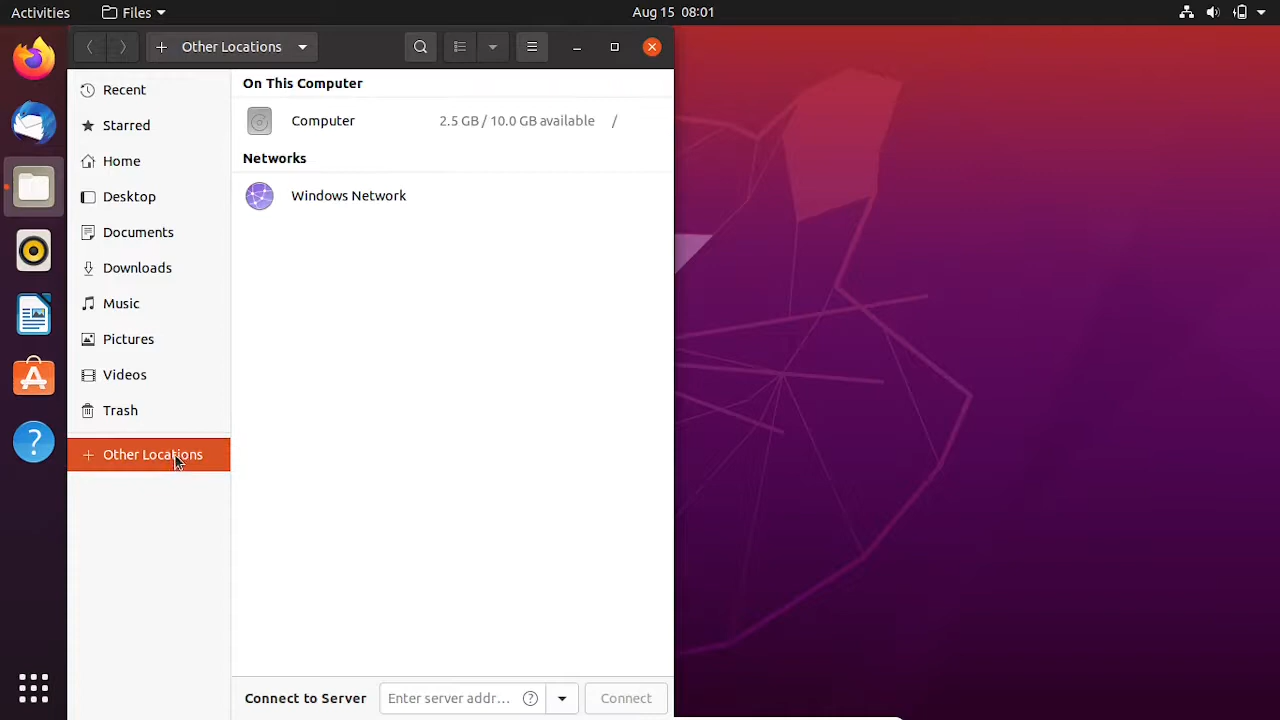 Activities Files Aug 15 08:01
Other Locations
Recent
Starred
Home
Desktop
Documents
Downloads
Music
Pictures
Videos
Trash
Other Locations
On This Computer
Computer 2.5 GB / 10.0 GB available /
Networks
Windows Network
Connect to Server Enter server addr… ? Connect